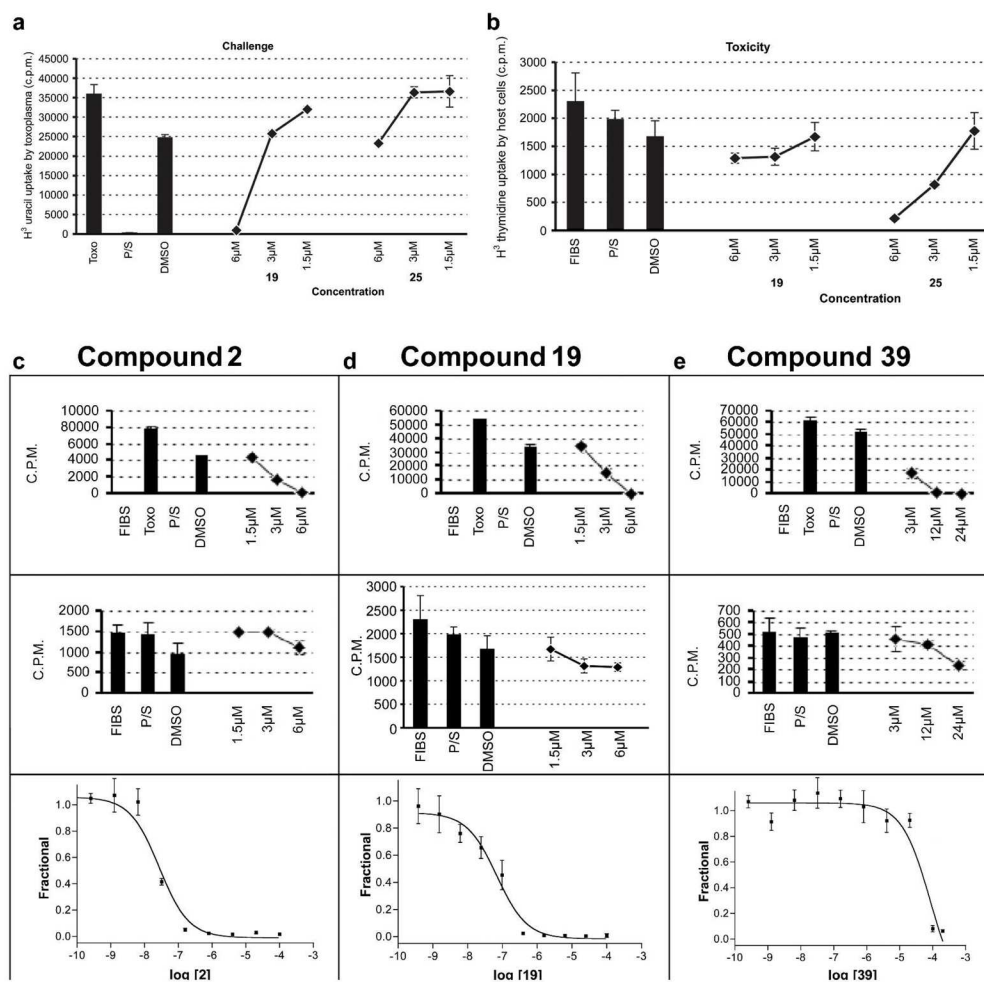 a
Challenge
H³ uracil uptake by toxoplasma (c.p.m.)
45000
40000
35000
30000
25000
20000
15000
10000
5000
0
Toxo
P/S
DMSO
6µM
3µM
1.5µM
6µM
3µM
1.5µM
19
25
Concentration
b
Toxicity
H³ thymidine uptake by host cells (c.p.m.)
3000
2500
2000
1500
1000
500
0
FIBS
P/S
DMSO
6µM
3µM
1.5µM
6µM
3µM
1.5µM
19
25
Concentration
c Compound 2
d Compound 19
e Compound 39
C.P.M.
10000
8000
6000
4000
2000
0
FIBS
Toxo
P/S
DMSO
1.5µM
3µM
6µM
C.P.M.
60000
50000
40000
30000
20000
10000
0
FIBS
Toxo
P/S
DMSO
1.5µM
3µM
6µM
C.P.M.
70000
60000
50000
40000
30000
20000
10000
0
FIBS
Toxo
P/S
DMSO
3µM
12µM
24µM
C.P.M.
2000
1500
1000
500
0
FIBS
P/S
DMSO
1.5µM
3µM
6µM
C.P.M.
3000
2500
2000
1500
1000
500
0
FIBS
P/S
DMSO
1.5µM
3µM
6µM
C.P.M.
700
600
500
400
300
200
100
0
FIBS
P/S
DMSO
3µM
12µM
24µM
Fractional
1.0
0.8
0.6
0.4
0.2
0.0
-10 -9 -8 -7 -6 -5 -4 -3
log [2]
Fractional
1.0
0.8
0.6
0.4
0.2
0.0
-10 -9 -8 -7 -6 -5 -4 -3
log [19]
Fractional
1.0
0.8
0.6
0.4
0.2
0.0
-10 -9 -8 -7 -6 -5 -4 -3
log [39]